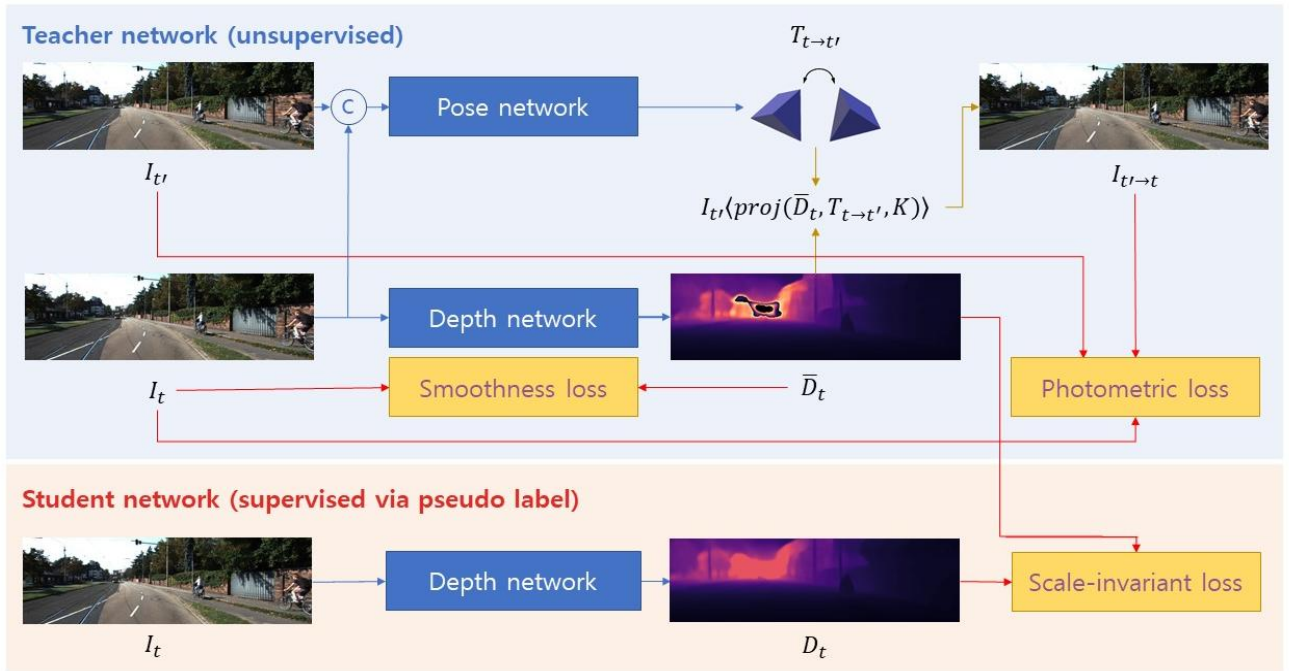 Teacher network (unsupervised)
T_{t→t′}
C
Pose network
I_{t′}
I_{t′→t}
I_{t′}⟨proj(D̅_t, T_{t→t′}, K)⟩
Depth network
I_t
Smoothness loss
D̅_t
Photometric loss
Student network (supervised via pseudo label)
Depth network
Scale-invariant loss
I_t
D_t